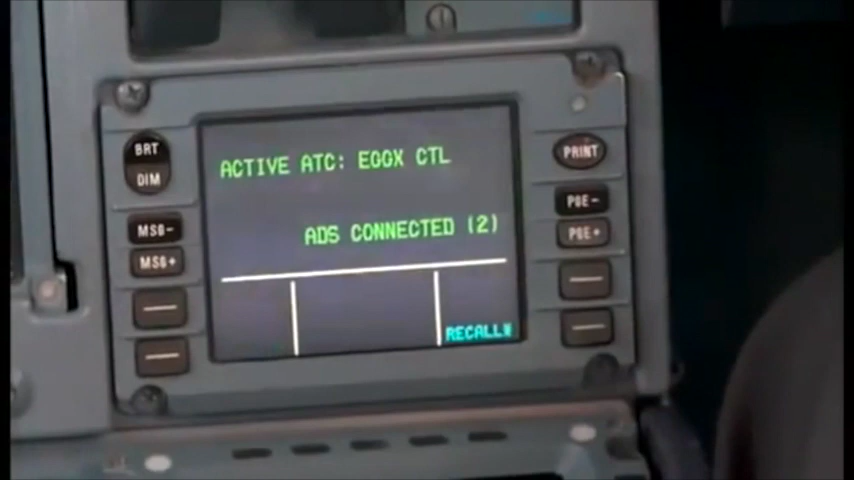 BRT
DIM
MSG-
MSG+
ACTIVE ATC: EGGX CTL
ADS CONNECTED (2)
RECALL*
PRINT
PGE-
PGE+